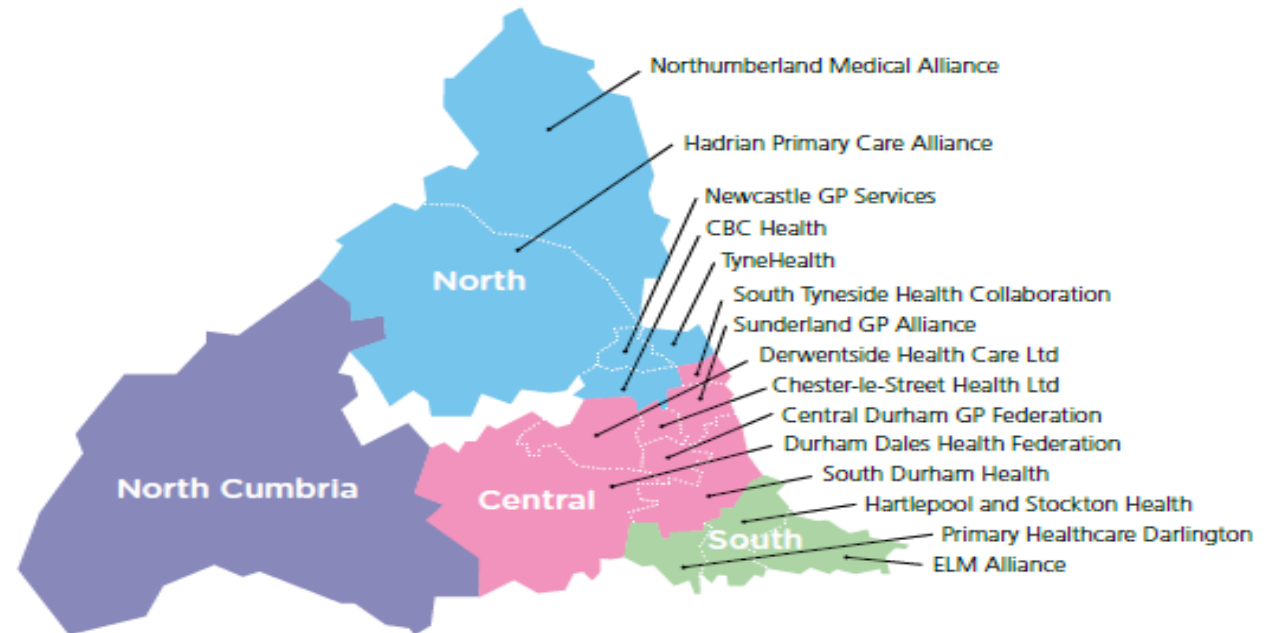 Northumberland Medical Alliance
Hadrian Primary Care Alliance
Newcastle GP Services
CBC Health
TyneHealth
North
South Tyneside Health Collaboration
Sunderland GP Alliance
Derwentside Health Care Ltd
Chester-le-Street Health Ltd
Central Durham GP Federation
Durham Dales Health Federation
South Durham Health
North Cumbria
Central
Hartlepool and Stockton Health
Primary Healthcare Darlington
South
ELM Alliance